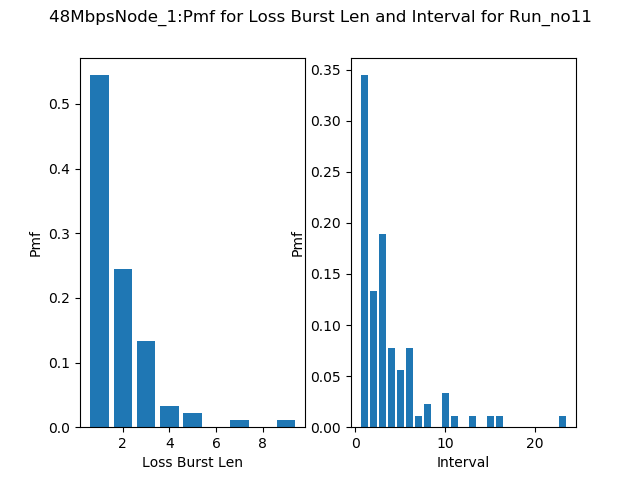 48MbpsNode_1:Pmf for Loss Burst Len and Interval for Run_no11
0.5
0.4
0.3
0.2
0.1
0.0
Pmf
2 4 6 8
Loss Burst Len
0.35
0.30
0.25
0.20
0.15
0.10
0.05
0.00
Pmf
0 10 20
Interval